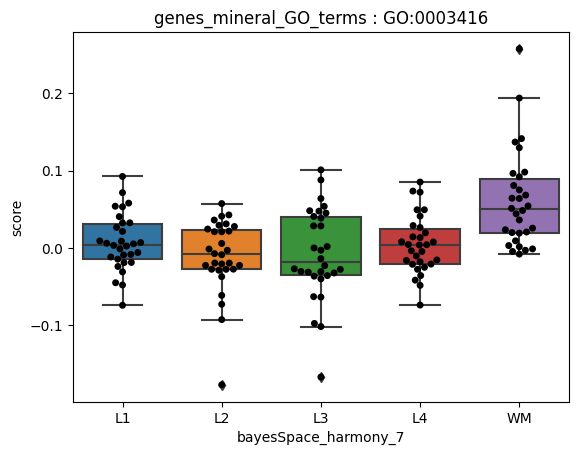 genes_mineral_GO_terms : GO:0003416
0.2
0.1
0.0
−0.1
score
L1 L2 L3 L4 WM
bayesSpace_harmony_7